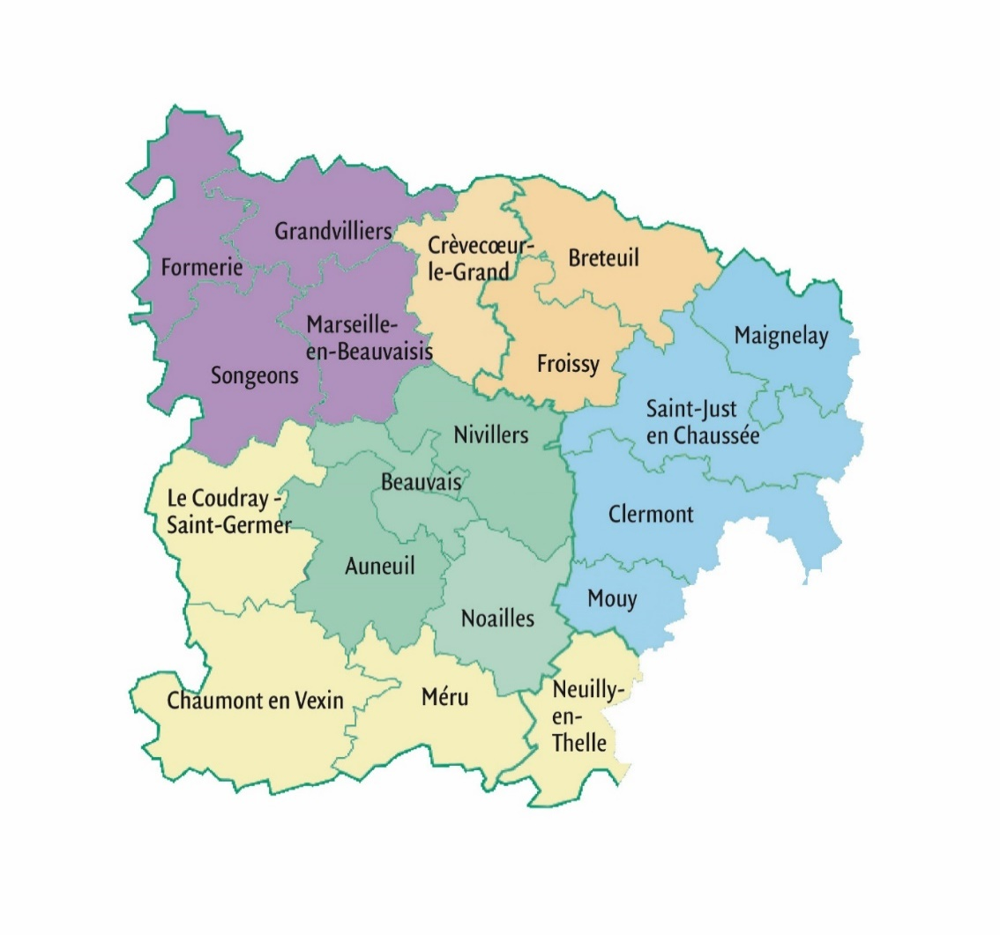 Grandvilliers
Formerie
Crèvecœur-
le-Grand
Breteuil
Marseille-
en-Beauvaisis
Songeons
Froissy
Maignelay
Saint-Just
en Chaussée
Nivillers
Beauvais
Le Coudray -
Saint-Germer
Clermont
Auneuil
Noailles
Mouy
Chaumont en Vexin
Méru
Neuilly-
en-
Thelle